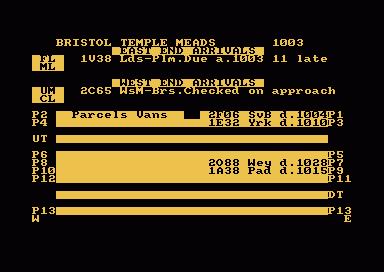 BRISTOL TEMPLE MEADS 1003
EAST END ARRIVALS
FL 1V38 Lds-Plm.Due a.1003 11 late
ML
WEST END ARRIVALS
UM 2C65 WsM-Brs.Checked on approach
CL
P2 Parcels Vans 2F06 SvB d.1004 P1
P4 1E32 Yrk d.1010 P3
UT
P6 P5
P8 2O88 Wey d.1028 P7
P10 1A38 Pad d.1015 P9
P12 P11
DT
P13 P13
W E